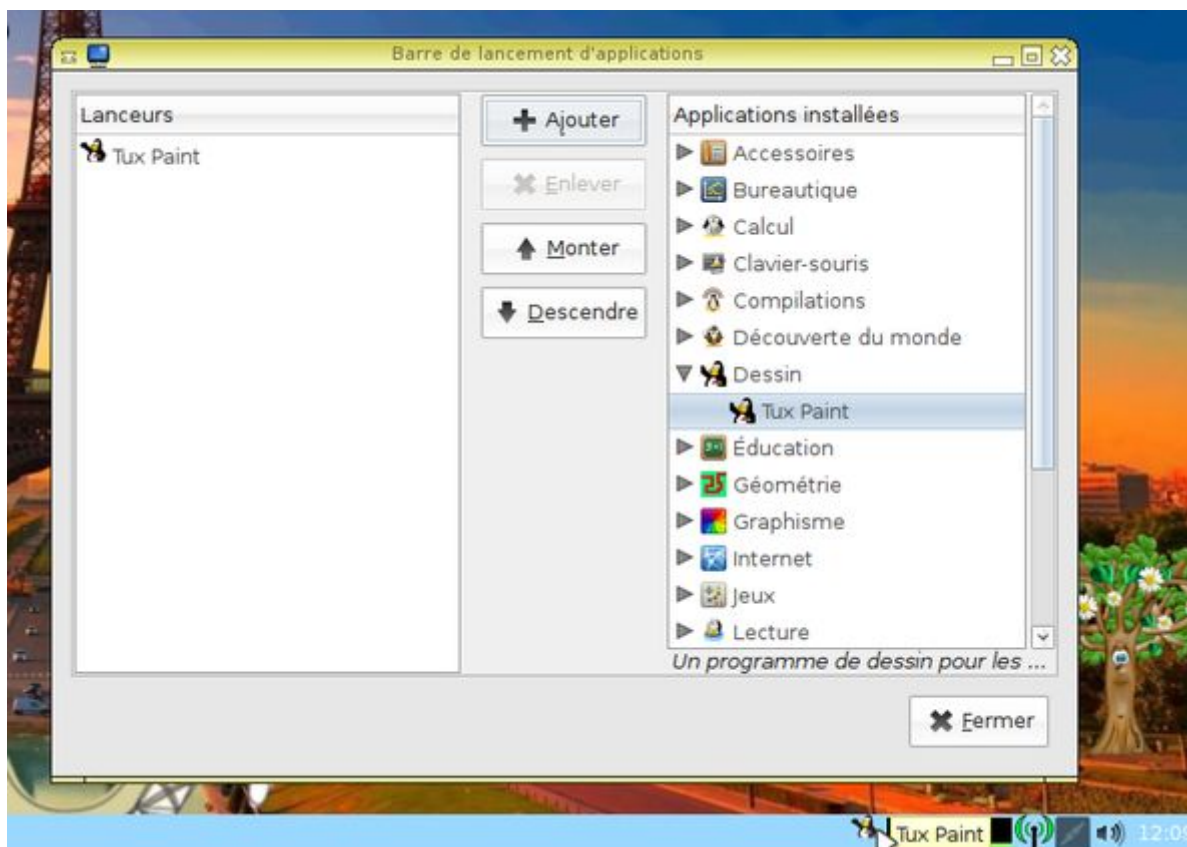 Barre de lancement d'applications
Lanceurs
Tux Paint
Ajouter
Enlever
Monter
Descendre
Applications installées
Accessoires
Bureautique
Calcul
Clavier-souris
Compilations
Découverte du monde
Dessin
Tux Paint
Éducation
Géométrie
Graphisme
Internet
Jeux
Lecture
Un programme de dessin pour les ...
Fermer
Tux Paint
12:09